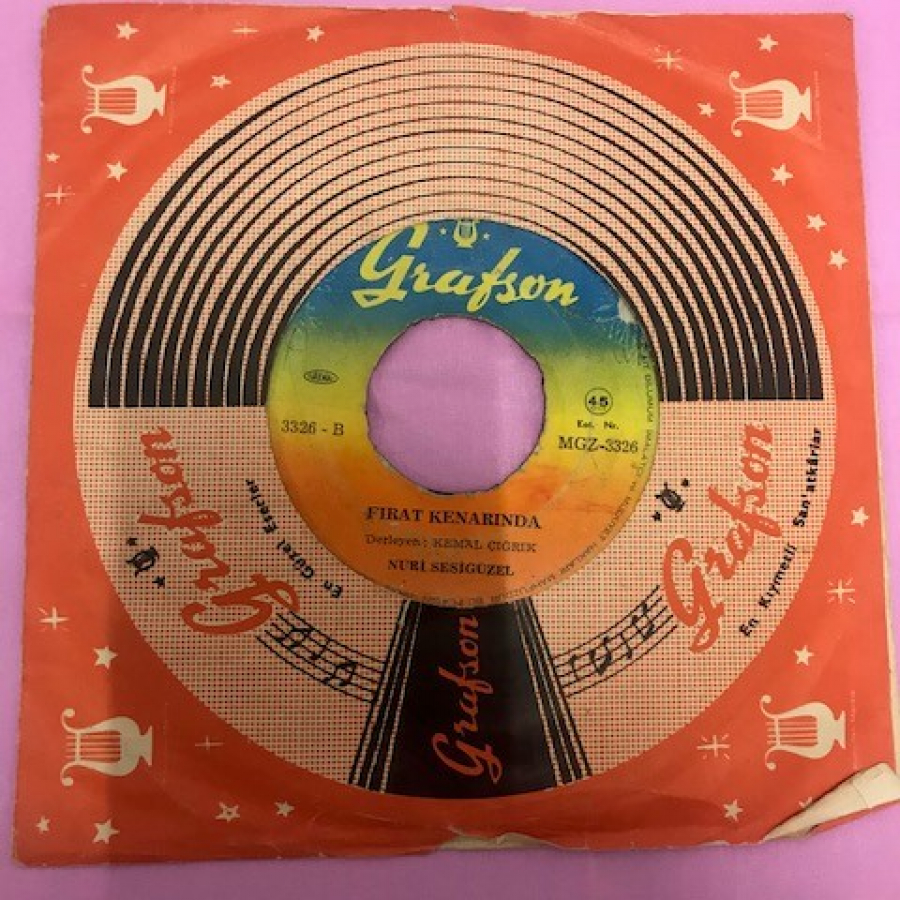 Grafson
3326 - B
45
Kat. Nr.
MGZ-3326
FIRAT KENARINDA
Derleyen: KEMAL ÇIĞRIK
NURİ SESİGÜZEL
Grafson
En Güzel Eserler
Grafson
En Kıymetli San'atkârlar
Grafson